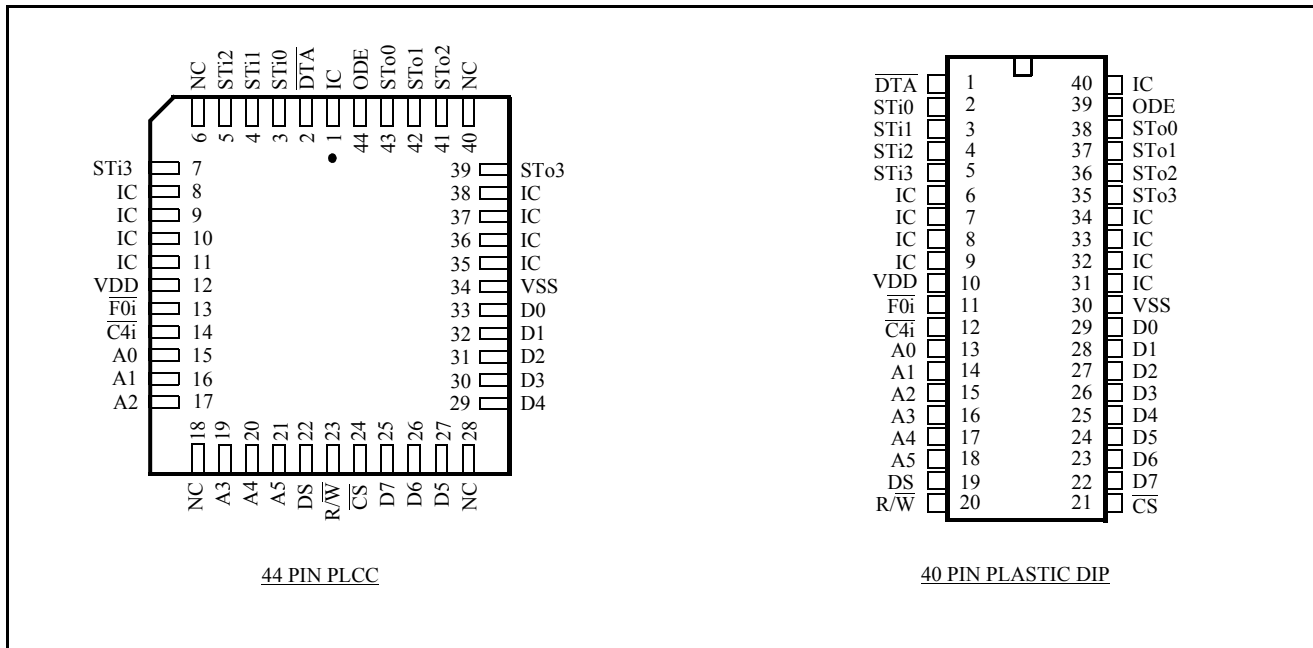 NC STi2 STi1 STi0 D̅T̅A̅ IC ODE STo0 STo1 STo2 NC
6 5 4 3 2 1 44 43 42 41 40
STi3 7
IC 8
IC 9
IC 10
IC 11
VDD 12
F̅0̅i̅ 13
C̅4̅i̅ 14
A0 15
A1 16
A2 17
39 STo3
38 IC
37 IC
36 IC
35 IC
34 VSS
33 D0
32 D1
31 D2
30 D3
29 D4
18 19 20 21 22 23 24 25 26 27 28
NC A3 A4 A5 DS R/W̅ C̅S̅ D7 D6 D5 NC
44 PIN PLCC
D̅T̅A̅ 1 40 IC
STi0 2 39 ODE
STi1 3 38 STo0
STi2 4 37 STo1
STi3 5 36 STo2
IC 6 35 STo3
IC 7 34 IC
IC 8 33 IC
IC 9 32 IC
VDD 10 31 IC
F̅0̅i̅ 11 30 VSS
C̅4̅i̅ 12 29 D0
A0 13 28 D1
A1 14 27 D2
A2 15 26 D3
A3 16 25 D4
A4 17 24 D5
A5 18 23 D6
DS 19 22 D7
R/W̅ 20 21 C̅S̅
40 PIN PLASTIC DIP